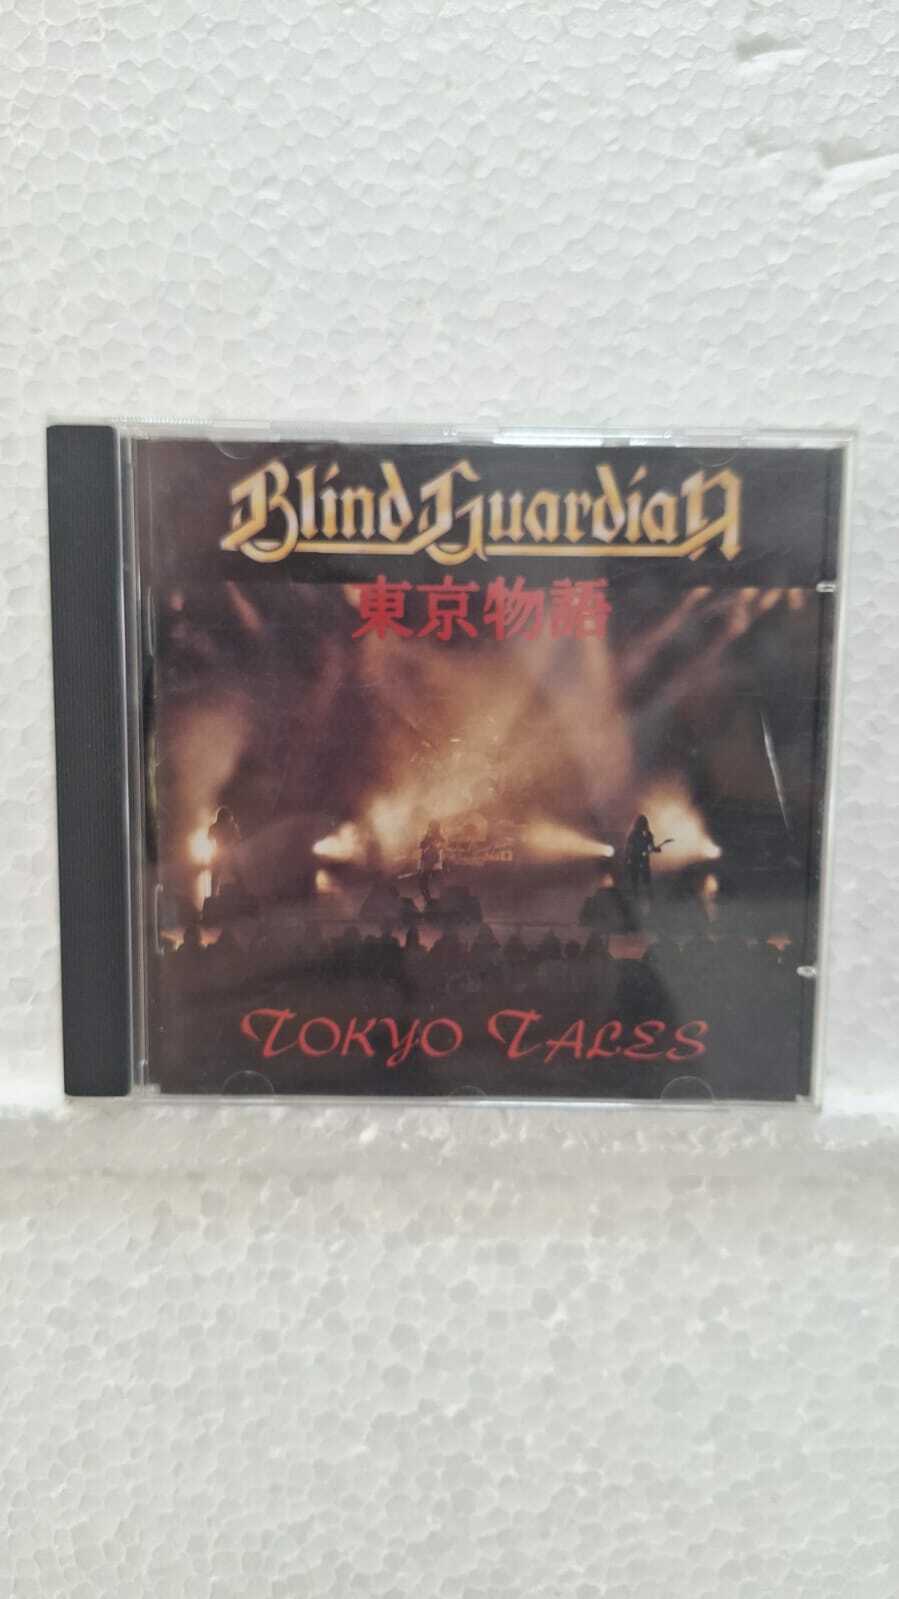 Blind Guardian
東京物語
TOKYO TALES